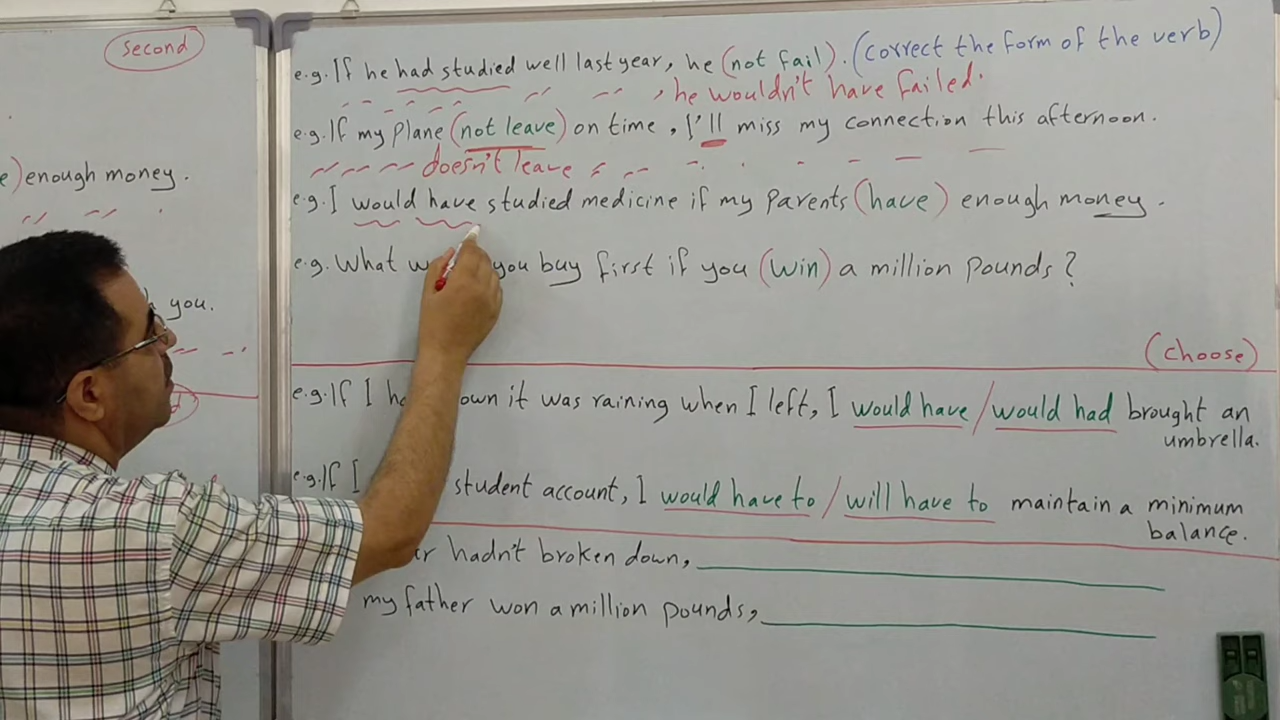 second
enough money.
you.
e.g. If he had studied well last year, he (not fail). (correct the form of the verb)
, he wouldn't have failed.
e.g. If my plane (not leave) on time, I'll miss my connection this afternoon.
doesn't leave
e.g. I would have studied medicine if my parents (have) enough money.
e.g. What you buy first if you (win) a million pounds?
(choose)
e.g. If I it was raining when I left, I would have / would had brought an
umbrella.
e.g. If I student account, I would have to / will have to maintain a minimum
balance.
hadn't broken down,
my father won a million pounds,